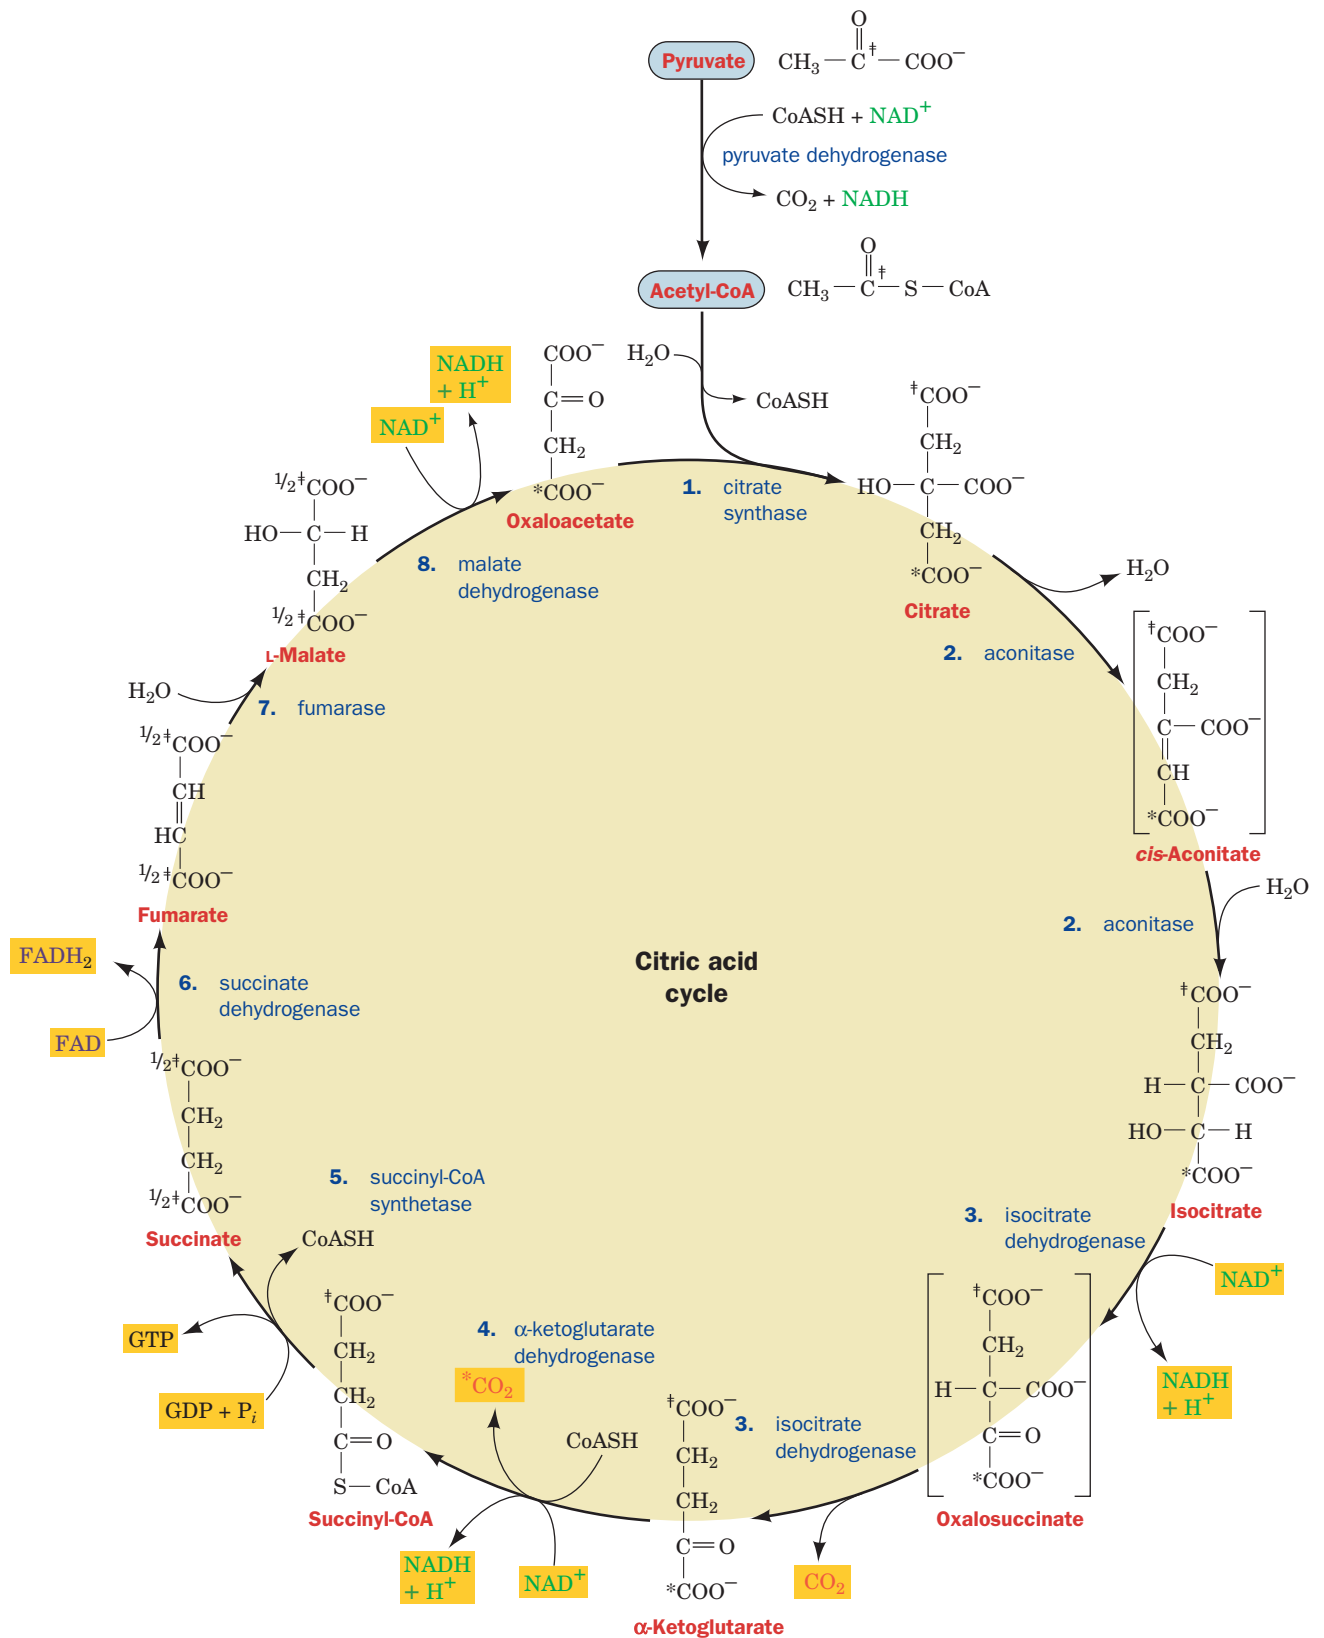 Pyruvate
O
CH₃—C‡—COO⁻
CoASH + NAD⁺
pyruvate dehydrogenase
CO₂ + NADH
Acetyl-CoA
O
CH₃—C‡—S—CoA
H₂O
CoASH
NADH
+ H⁺
NAD⁺
COO⁻
C=O
CH₂
*COO⁻
Oxaloacetate
1. citrate
synthase
‡COO⁻
CH₂
HO—C—COO⁻
CH₂
*COO⁻
Citrate
H₂O
2. aconitase
‡COO⁻
CH₂
C—COO⁻
CH
*COO⁻
cis-Aconitate
H₂O
2. aconitase
‡COO⁻
CH₂
H—C—COO⁻
HO—C—H
*COO⁻
Isocitrate
3. isocitrate
dehydrogenase
NAD⁺
NADH
+ H⁺
‡COO⁻
CH₂
H—C—COO⁻
C=O
*COO⁻
Oxalosuccinate
3. isocitrate
dehydrogenase
CO₂
‡COO⁻
CH₂
CH₂
C=O
*COO⁻
α-Ketoglutarate
4. α-ketoglutarate
dehydrogenase
*CO₂
CoASH
NADH
+ H⁺
NAD⁺
‡COO⁻
CH₂
CH₂
C=O
S—CoA
Succinyl-CoA
5. succinyl-CoA
synthetase
CoASH
GTP
GDP + Pᵢ
1/2‡COO⁻
CH₂
CH₂
1/2‡COO⁻
Succinate
6. succinate
dehydrogenase
FADH₂
FAD
1/2‡COO⁻
CH
HC
1/2‡COO⁻
Fumarate
7. fumarase
H₂O
1/2‡COO⁻
HO—C—H
CH₂
1/2‡COO⁻
L-Malate
8. malate
dehydrogenase
Citric acid
cycle